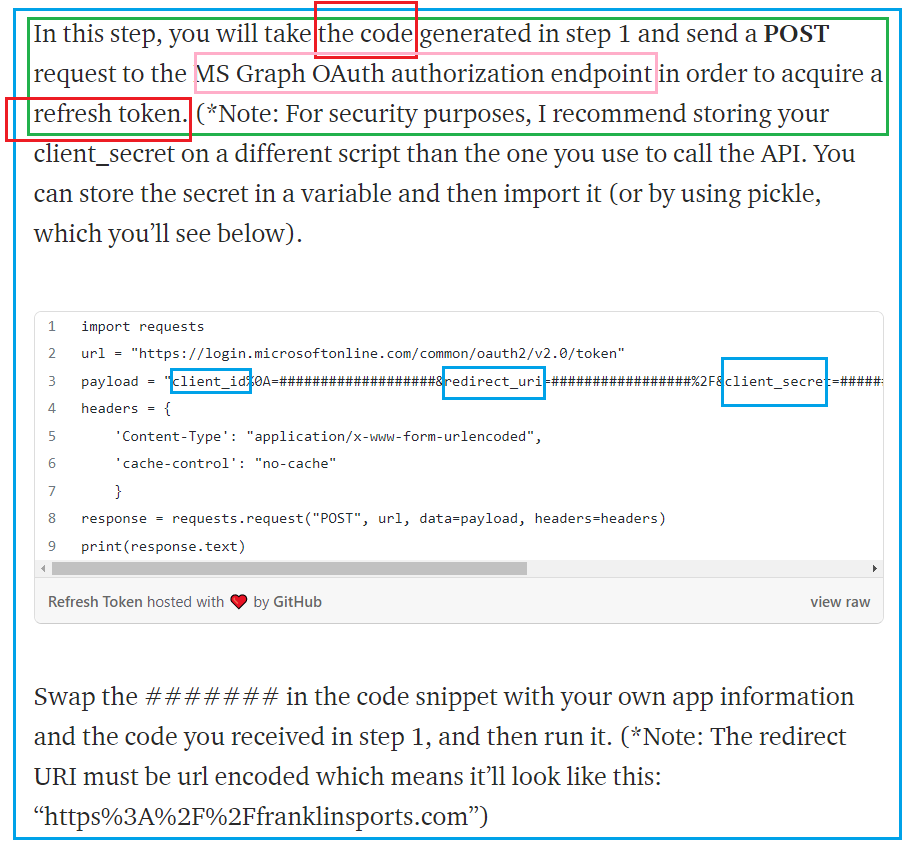 In this step, you will take the code generated in step 1 and send a POST
request to the MS Graph OAuth authorization endpoint in order to acquire a
refresh token. (*Note: For security purposes, I recommend storing your
client_secret on a different script than the one you use to call the API. You
can store the secret in a variable and then import it (or by using pickle,
which you’ll see below).
1 import requests
2 url = "https://login.microsoftonline.com/common/oauth2/v2.0/token"
3 payload = "client_id%0A=###################&redirect_uri=#################%2F&client_secret=######
4 headers = {
5 'Content-Type': "application/x-www-form-urlencoded",
6 'cache-control': "no-cache"
7 }
8 response = requests.request("POST", url, data=payload, headers=headers)
9 print(response.text)
Refresh Token hosted with ❤ by GitHub view raw
Swap the ####### in the code snippet with your own app information
and the code you received in step 1, and then run it. (*Note: The redirect
URI must be url encoded which means it’ll look like this:
“https%3A%2F%2Ffranklinsports.com”)